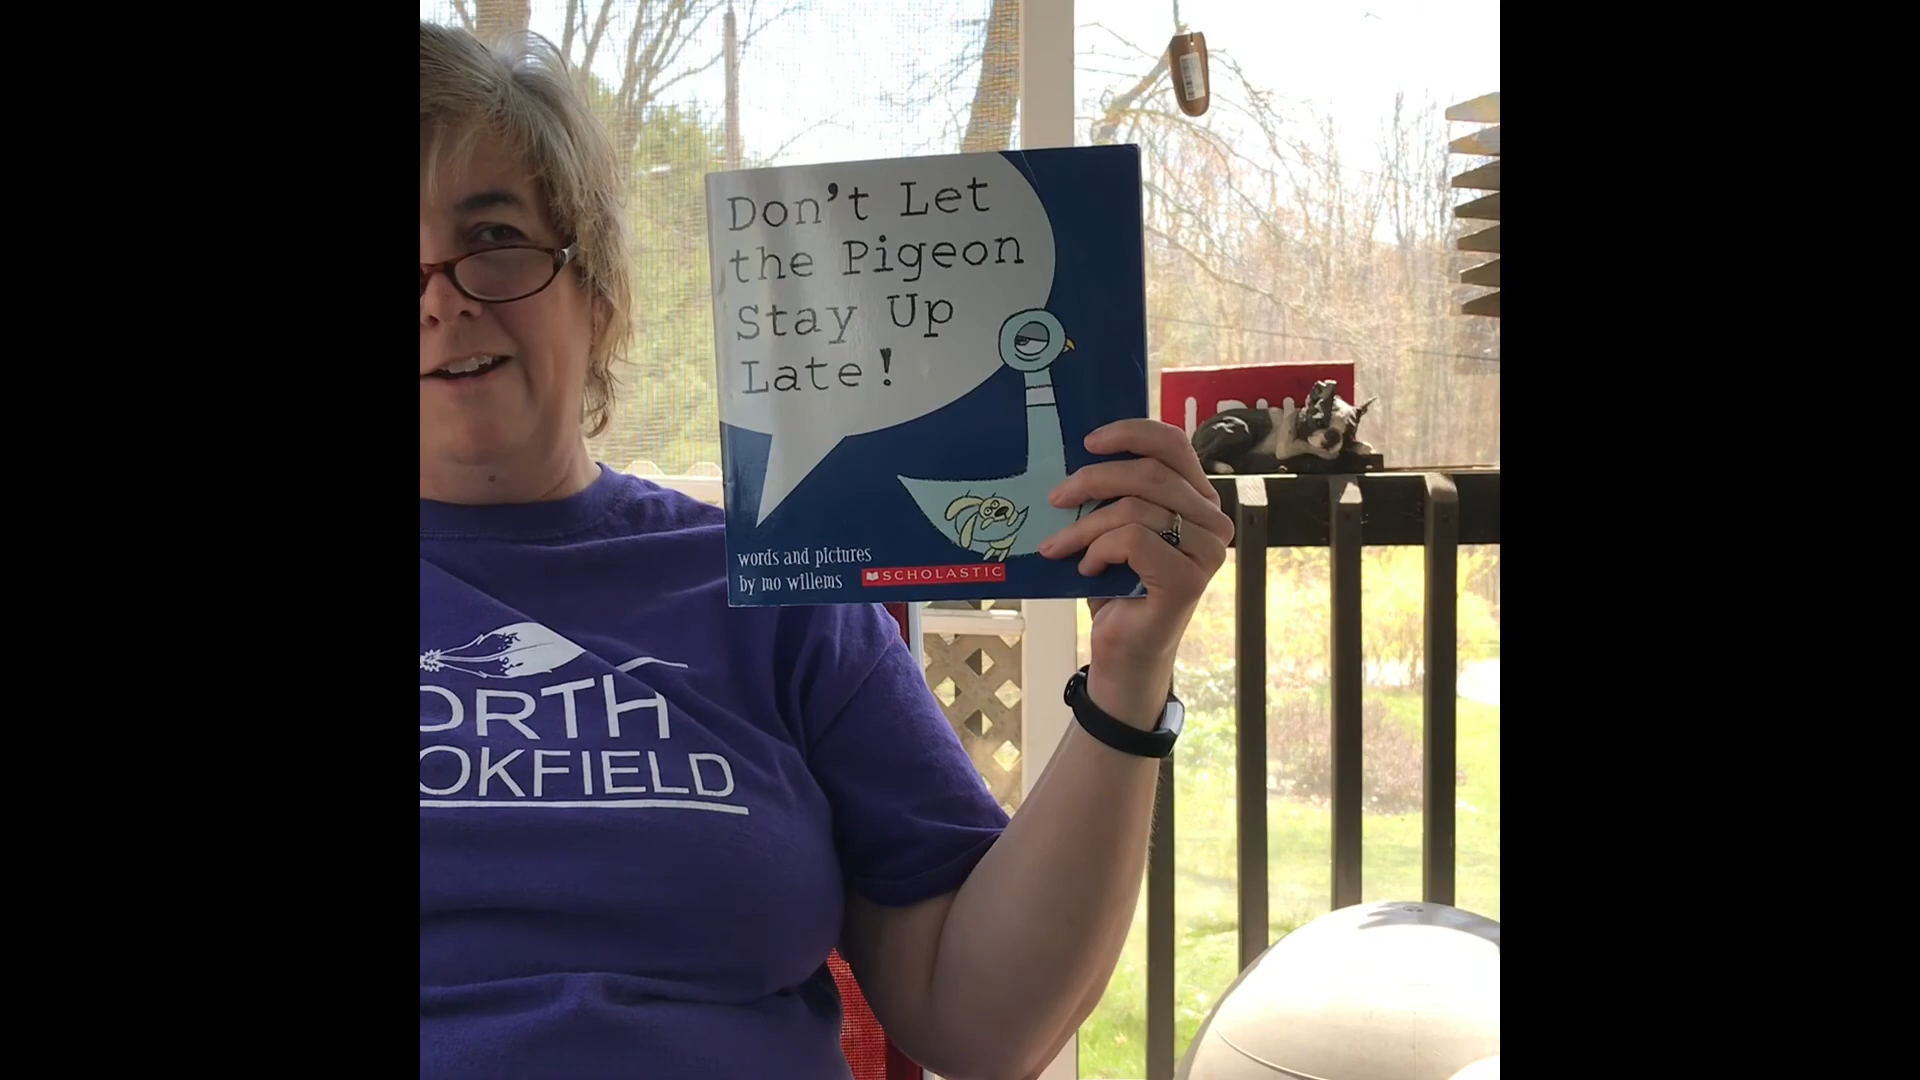 Don't Let
the Pigeon
Stay Up
Late!
words and pictures
by mo willems
SCHOLASTIC
ORTH
OKFIELD